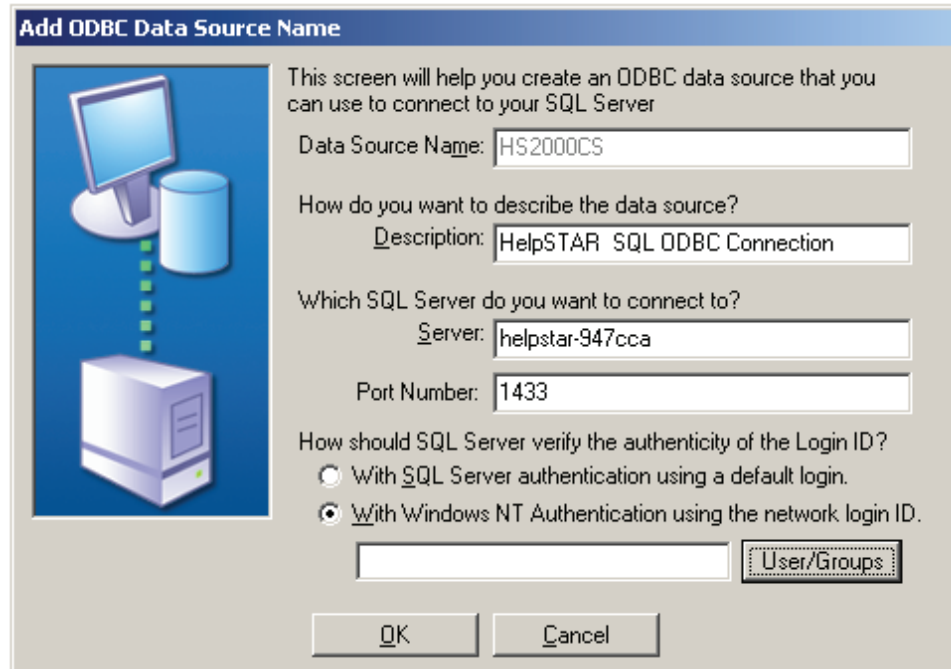 Add ODBC Data Source Name
This screen will help you create an ODBC data source that you
can use to connect to your SQL Server
Data Source Name: HS2000CS
How do you want to describe the data source?
Description: HelpSTAR  SQL ODBC Connection
Which SQL Server do you want to connect to?
Server: helpstar-947cca
Port Number: 1433
How should SQL Server verify the authenticity of the Login ID?
With SQL Server authentication using a default login.
With Windows NT Authentication using the network login ID.
User/Groups
OK Cancel